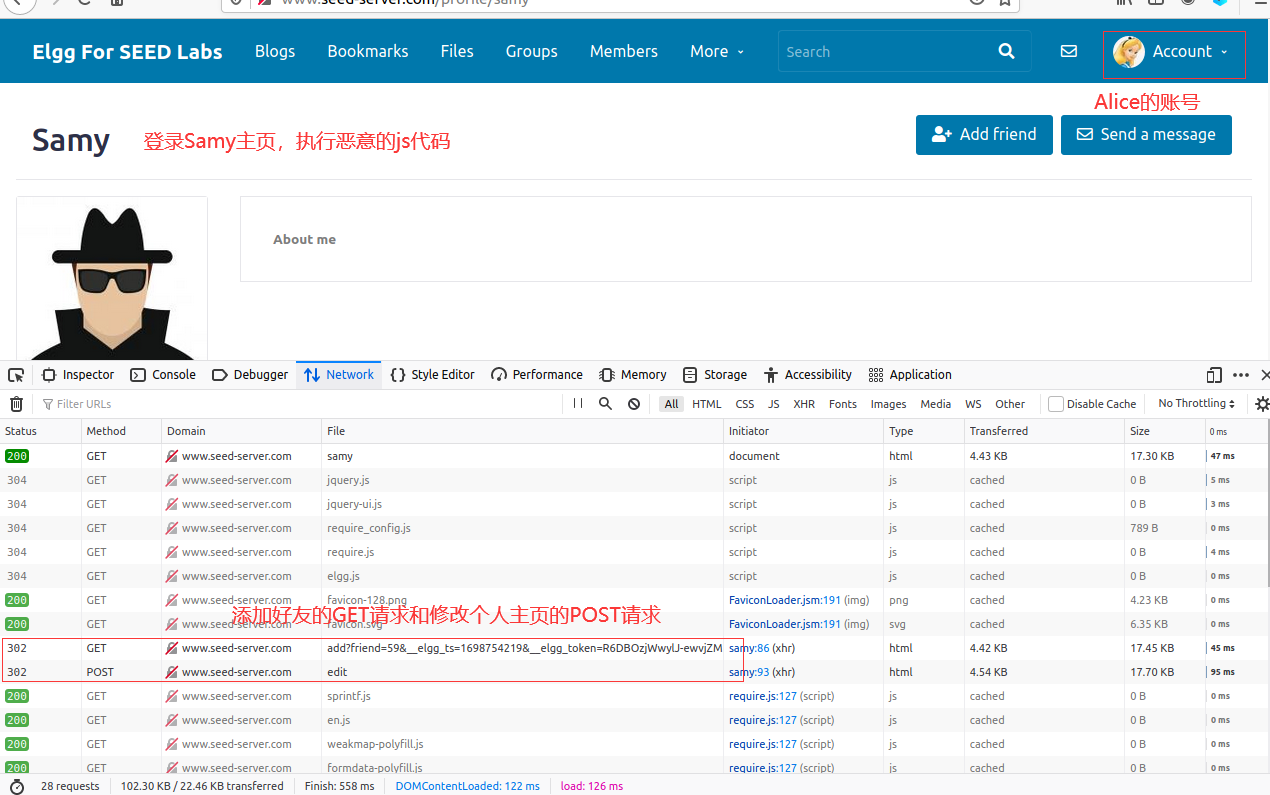 www.seed-server.com/profile/samy
Elgg For SEED Labs Blogs Bookmarks Files Groups Members More Search Account
Alice的账号
Samy 登录Samy主页，执行恶意的js代码 Add friend Send a message
About me
Inspector Console Debugger Network Style Editor Performance Memory Storage Accessibility Application
Filter URLs All HTML CSS JS XHR Fonts Images Media WS Other Disable Cache No Throttling
Status Method Domain File Initiator Type Transferred Size 0 ms
200 GET www.seed-server.com samy document html 4.43 KB 17.30 KB 47 ms
304 GET www.seed-server.com jquery.js script js cached 0 B 5 ms
304 GET www.seed-server.com jquery-ui.js script js cached 0 B 3 ms
304 GET www.seed-server.com require_config.js script js cached 789 B 0 ms
304 GET www.seed-server.com require.js script js cached 0 B 4 ms
304 GET www.seed-server.com elgg.js script js cached 0 B 0 ms
200 GET www.seed-server.com favicon-128.png FaviconLoader.jsm:191 (img) png cached 4.23 KB 0 ms
添加好友的GET请求和修改个人主页的POST请求
200 GET www.seed-server.com favicon.svg FaviconLoader.jsm:191 (img) svg cached 6.35 KB 0 ms
302 GET www.seed-server.com add?friend=59&__elgg_ts=1698754219&__elgg_token=R6DBOzjWwylJ-ewvjZM samy:86 (xhr) html 4.42 KB 17.45 KB 45 ms
302 POST www.seed-server.com edit samy:93 (xhr) html 4.54 KB 17.70 KB 95 ms
200 GET www.seed-server.com sprintf.js require.js:127 (script) js cached 0 B 0 ms
200 GET www.seed-server.com en.js require.js:127 (script) js cached 0 B 0 ms
200 GET www.seed-server.com weakmap-polyfill.js require.js:127 (script) js cached 0 B 0 ms
200 GET www.seed-server.com formdata-polyfill.js require.js:127 (script) js cached 0 B 0 ms
28 requests 102.30 KB / 22.46 KB transferred Finish: 558 ms DOMContentLoaded: 122 ms load: 126 ms